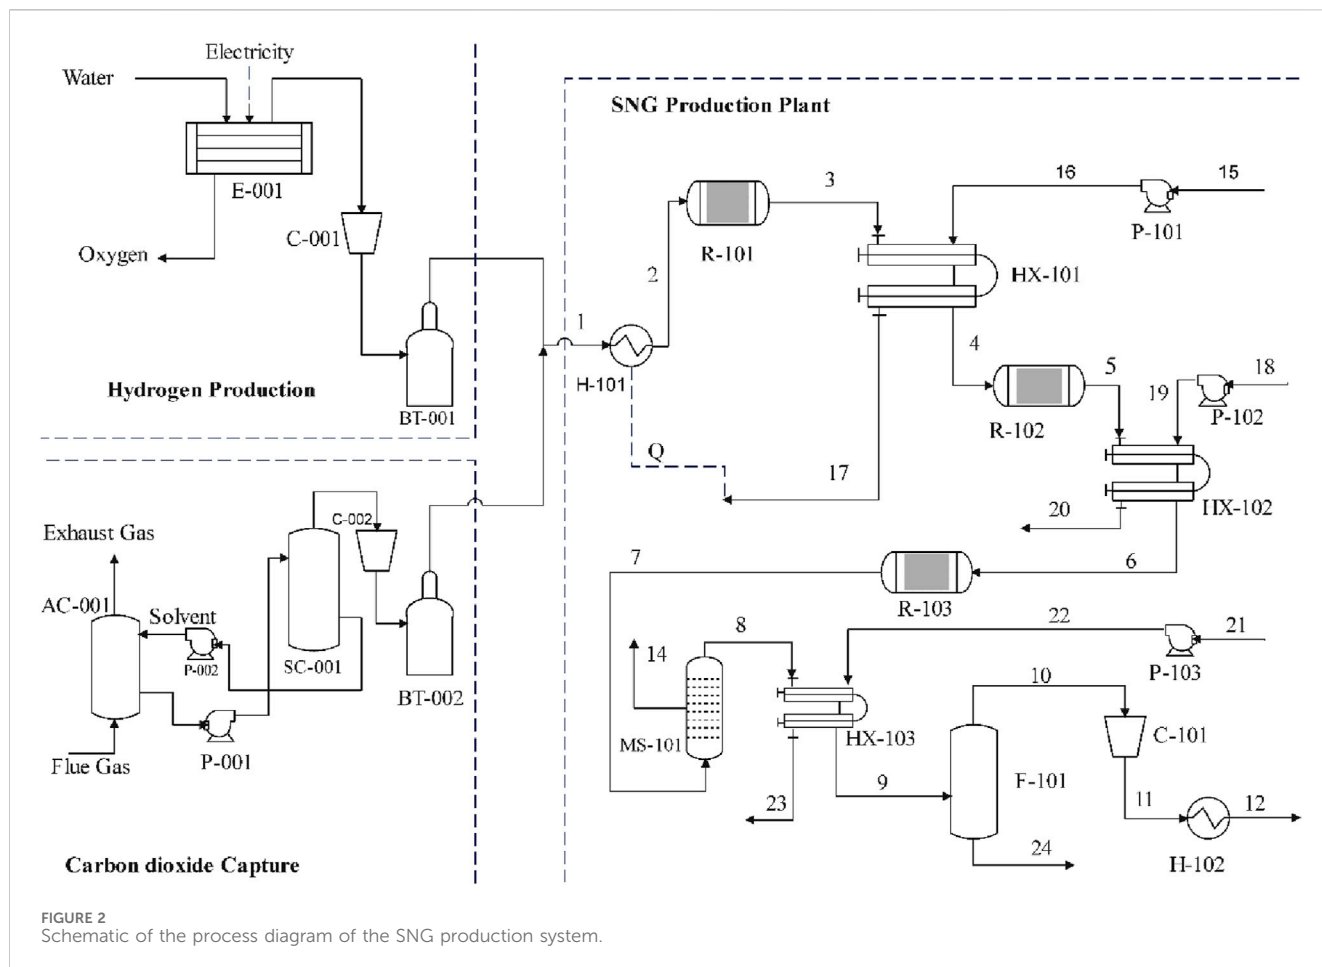 Electricity
Water
E-001
Oxygen
C-001
BT-001
Hydrogen Production
Exhaust Gas
AC-001
Solvent
P-002
P-001
Flue Gas
SC-001
C-002
BT-002
Carbon dioxide Capture
SNG Production Plant
1
H-101
2
R-101
3
16
15
P-101
HX-101
4
R-102
5
19
18
P-102
HX-102
Q
17
20
7
R-103
6
14
8
MS-101
22
21
P-103
HX-103
23
9
10
F-101
C-101
11
12
24
H-102
FIGURE 2
Schematic of the process diagram of the SNG production system.